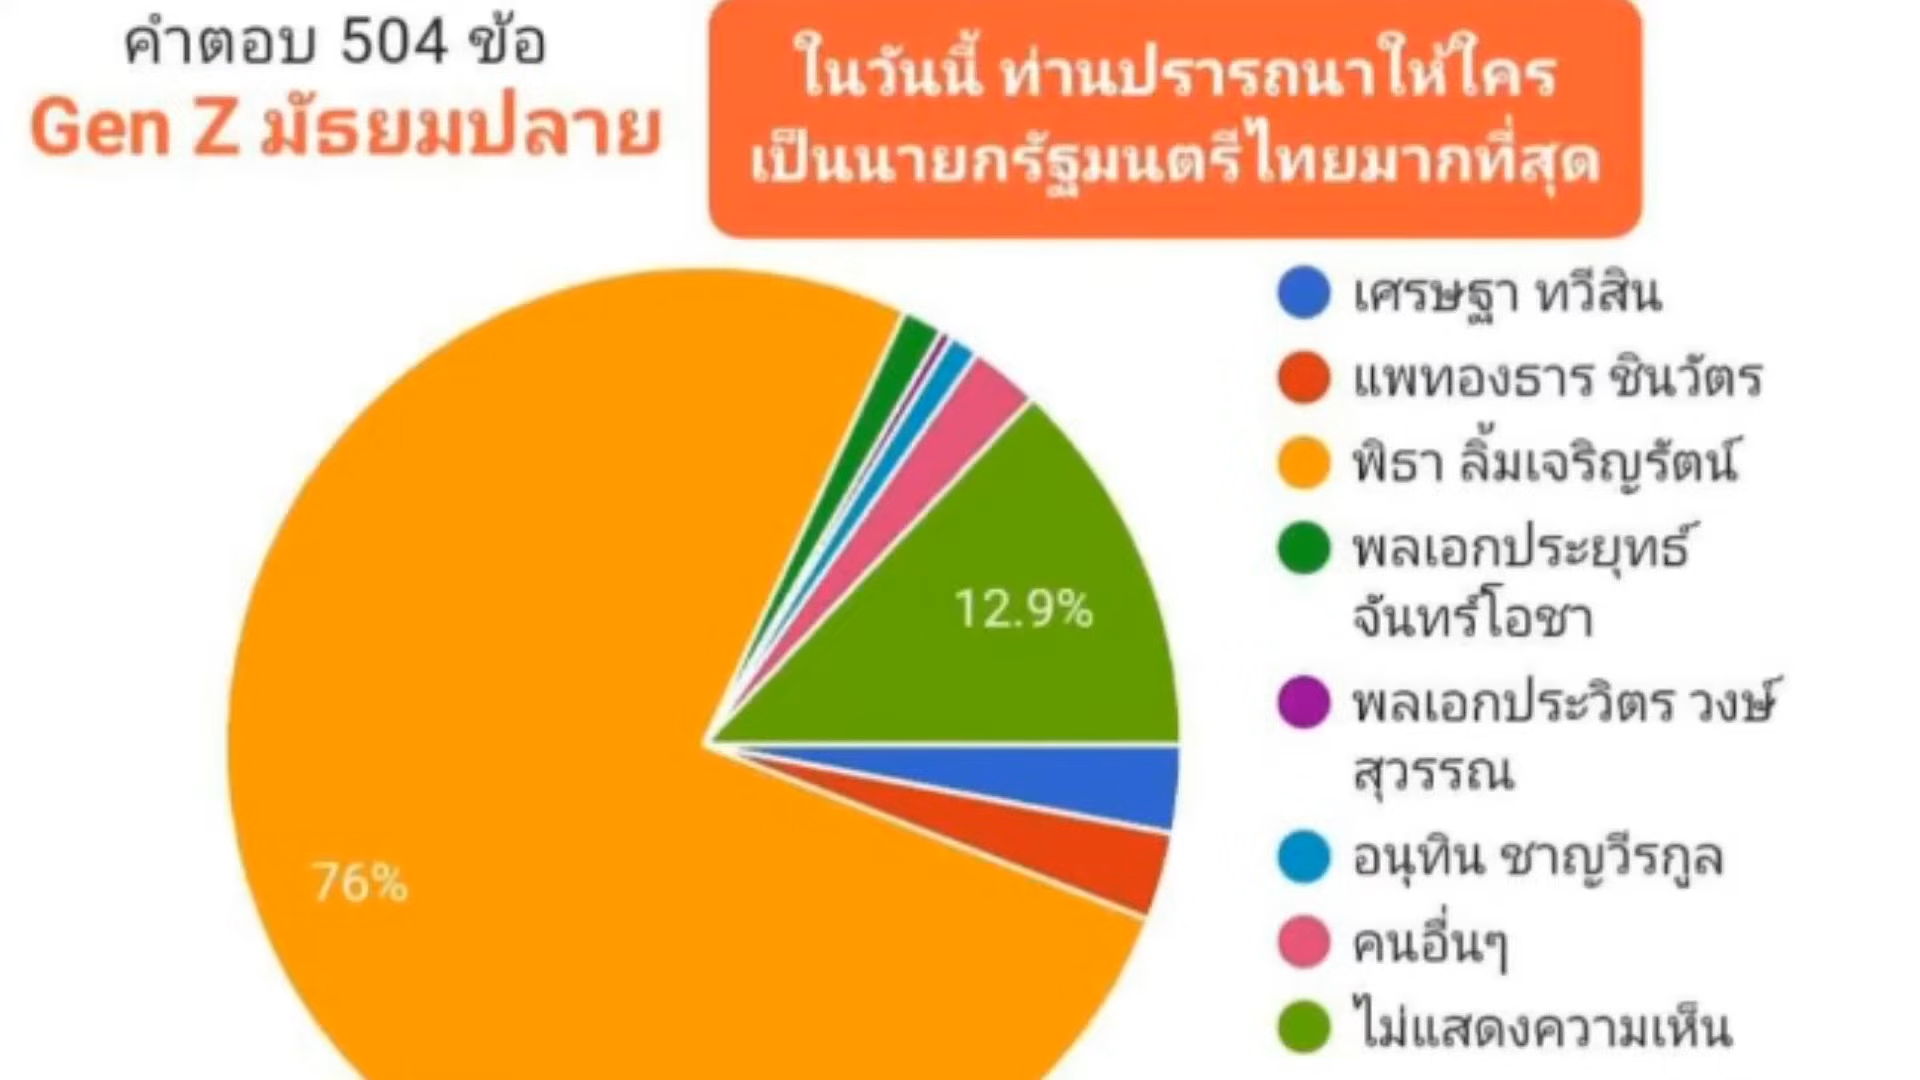 คำตอบ 504 ข้อ
Gen Z มัธยมปลาย
ในวันนี้ ท่านปรารถนาให้ใคร
เป็นนายกรัฐมนตรีไทยมากที่สุด
12.9%
76%
เศรษฐา ทวีสิน
แพทองธาร ชินวัตร
พิธา ลิ้มเจริญรัตน์
พลเอกประยุทธ์
จันทร์โอชา
พลเอกประวิตร วงษ์
สุวรรณ
อนุทิน ชาญวีรกูล
คนอื่นๆ
ไม่แสดงความเห็น